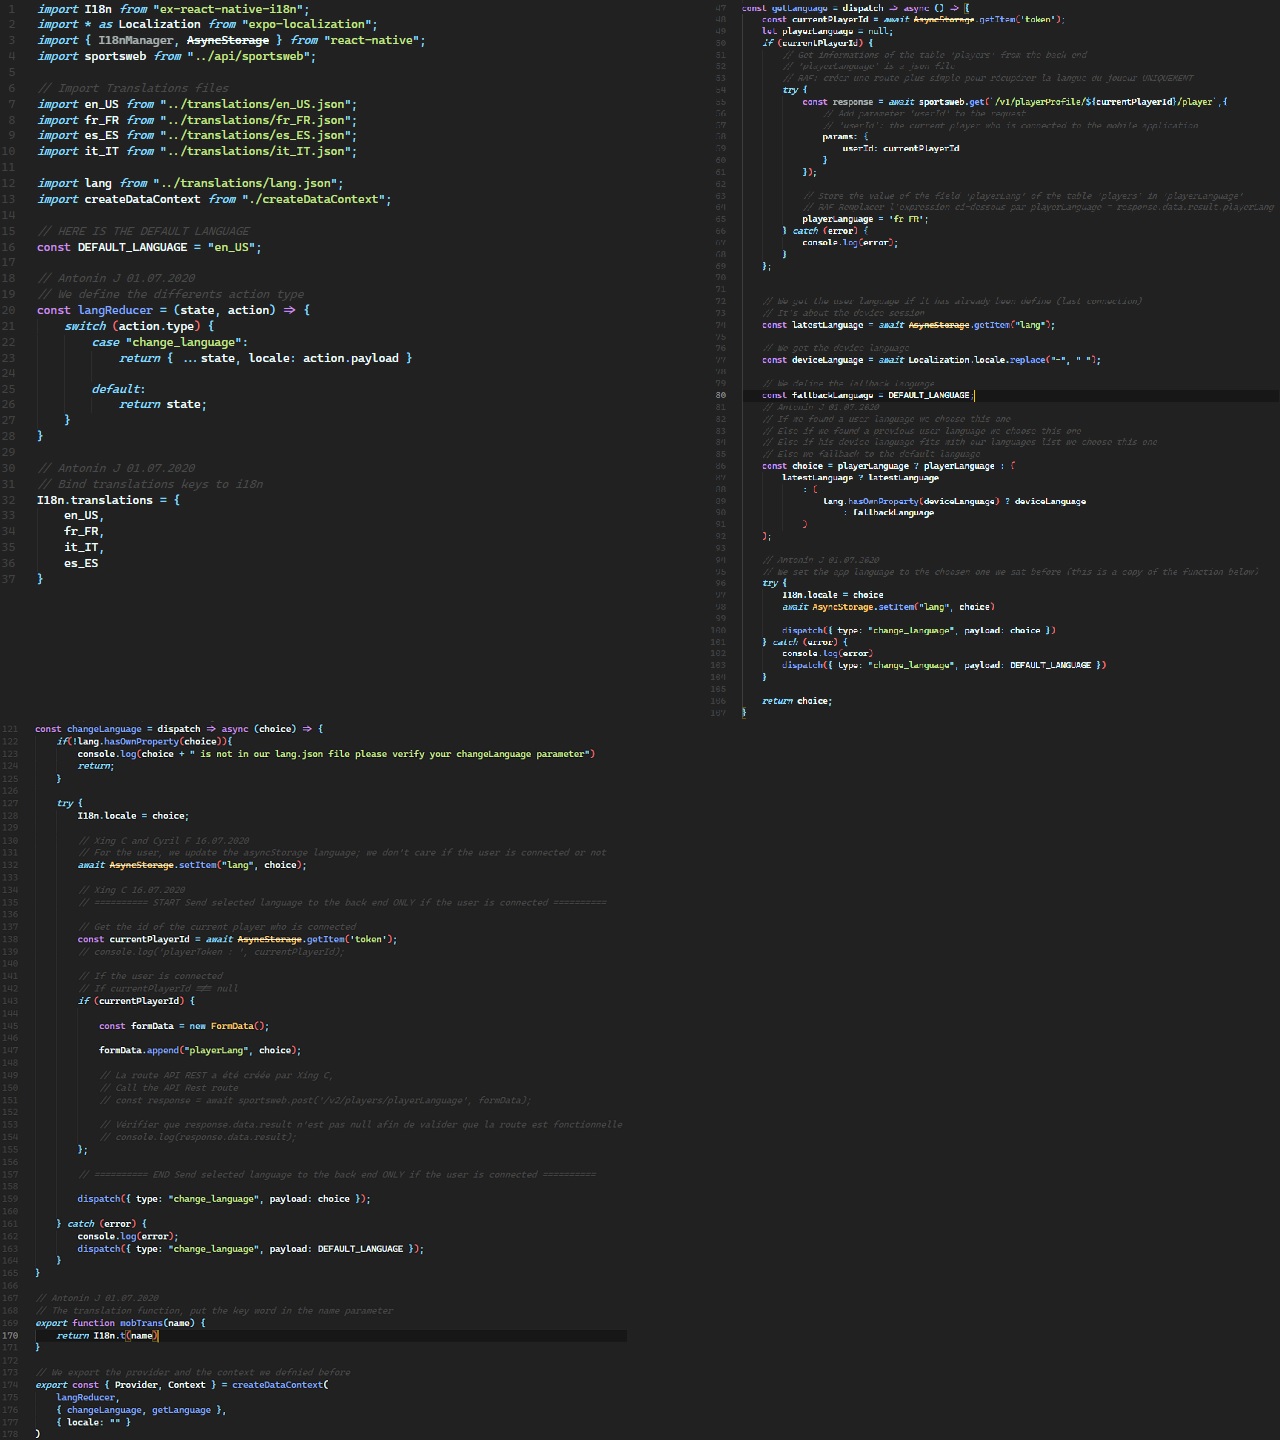 1 import I18n from "ex-react-native-i18n";
2 import * as Localization from "expo-localization";
3 import { I18nManager, AsyncStorage } from "react-native";
4 import sportsweb from "../api/sportsweb";
5
6 // Import Translations files
7 import en_US from "../translations/en_US.json";
8 import fr_FR from "../translations/fr_FR.json";
9 import es_ES from "../translations/es_ES.json";
10 import it_IT from "../translations/it_IT.json";
11
12 import lang from "../translations/lang.json";
13 import createDataContext from "./createDataContext";
14
15 // HERE IS THE DEFAULT LANGUAGE
16 const DEFAULT_LANGUAGE = "en_US";
17
18 // Antonin J 01.07.2020
19 // We define the differents action type
20 const langReducer = (state, action) => {
21 switch (action.type) {
22 case "change_language":
23 return { ...state, locale: action.payload }
24
25 default:
26 return state;
27 }
28 }
29
30 // Antonin J 01.07.2020
31 // Bind translations keys to i18n
32 I18n.translations = {
33 en_US,
34 fr_FR,
35 it_IT,
36 es_ES
37 }
47 const getLanguage = dispatch => async () => {
48 const currentPlayerId = await AsyncStorage.getItem('token');
49 let playerLanguage = null;
50 if (currentPlayerId) {
51 // Get informations of the table 'players' from the back end
52 // 'playerLanguage' is a json file
53 // RAF: créer une route plus simple pour récupérer la langue du joueur UNIQUEMENT
54 try {
55 const response = await sportsweb.get(`/v1/playerProfile/${currentPlayerId}/player`,{
56 // Add parameter 'userId' to the request
57 // 'userId': the current player who is connected to the mobile application
58 params: {
59 userId: currentPlayerId
60 }
61 });
62
63 // Store the value of the field 'playerLang' of the table 'players' in 'playerLanguage'
64 // RAF Remplacer l'expression ci-dessous par playerLanguage = response.data.result.playerLang
65 playerLanguage = 'fr_FR';
66 } catch (error) {
67 console.log(error);
68 }
69 };
70
71
72 // We get the user language if it has already been define (last connection)
73 // It's about the device session
74 const latestLanguage = await AsyncStorage.getItem("lang");
75
76 // We get the device language
77 const deviceLanguage = await Localization.locale.replace("-", "_");
78
79 // We define the fallback language
80 const fallbackLanguage = DEFAULT_LANGUAGE;
81 // Antonin J 01.07.2020
82 // If we found a user language we choose this one
83 // Else if we found a previous user language we choose this one
84 // Else if his device language fits with our languages list we choose this one
85 // Else we fallback to the default language
86 const choice = playerLanguage ? playerLanguage : (
87 latestLanguage ? latestLanguage
88 : (
89 lang.hasOwnProperty(deviceLanguage) ? deviceLanguage
90 : fallbackLanguage
91 )
92 );
93
94 // Antonin J 01.07.2020
95 // We set the app language to the choosen one we sat before (this is a copy of the function below)
96 try {
97 I18n.locale = choice
98 await AsyncStorage.setItem("lang", choice)
99
100 dispatch({ type: "change_language", payload: choice })
101 } catch (error) {
102 console.log(error)
103 dispatch({ type: "change_language", payload: DEFAULT_LANGUAGE })
104 }
105
106 return choice;
107 }
121 const changeLanguage = dispatch => async (choice) => {
122 if(!lang.hasOwnProperty(choice)){
123 console.log(choice + " is not in our lang.json file please verify your changeLanguage parameter")
124 return;
125 }
126
127 try {
128 I18n.locale = choice;
129
130 // Xing C and Cyril F 16.07.2020
131 // For the user, we update the asyncStorage language; we don't care if the user is connected or not
132 await AsyncStorage.setItem("lang", choice);
133
134 // Xing C 16.07.2020
135 // ========== START Send selected language to the back end ONLY if the user is connected ==========
136
137 // Get the id of the current player who is connected
138 const currentPlayerId = await AsyncStorage.getItem('token');
139 // console.log('playerToken : ', currentPlayerId);
140
141 // If the user is connected
142 // If currentPlayerId !== null
143 if (currentPlayerId) {
144
145 const formData = new FormData();
146
147 formData.append("playerLang", choice);
148
149 // La route API REST a été créée par Xing C,
150 // Call the API Rest route
151 // const response = await sportsweb.post('/v2/players/playerLanguage', formData);
152
153 // Vérifier que response.data.result n'est pas null afin de valider que la route est fonctionnelle
154 // console.log(response.data.result);
155 };
156
157 // ========== END Send selected language to the back end ONLY if the user is connected ==========
158
159 dispatch({ type: "change_language", payload: choice });
160
161 } catch (error) {
162 console.log(error);
163 dispatch({ type: "change_language", payload: DEFAULT_LANGUAGE });
164 }
165 }
166
167 // Antonin J 01.07.2020
168 // The translation function, put the key word in the name parameter
169 export function mobTrans(name) {
170 return I18n.t(name)
171 }
172
173 // We export the provider and the context we defnied before
174 export const { Provider, Context } = createDataContext(
175 langReducer,
176 { changeLanguage, getLanguage },
177 { locale: "" }
178 )